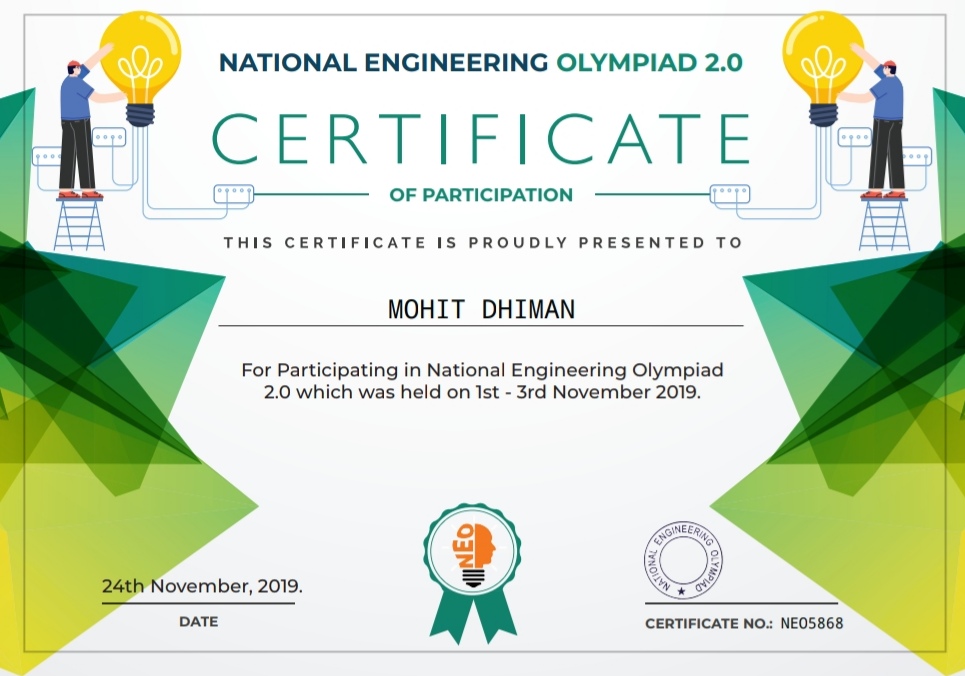 NATIONAL ENGINEERING OLYMPIAD 2.0
CERTIFICATE
OF PARTICIPATION
THIS CERTIFICATE IS PROUDLY PRESENTED TO
MOHIT DHIMAN
For Participating in National Engineering Olympiad
2.0 which was held on 1st - 3rd November 2019.
NEO
NATIONAL ENGINEERING OLYMPIAD
24th November, 2019.
DATE
CERTIFICATE NO.: NEO5868